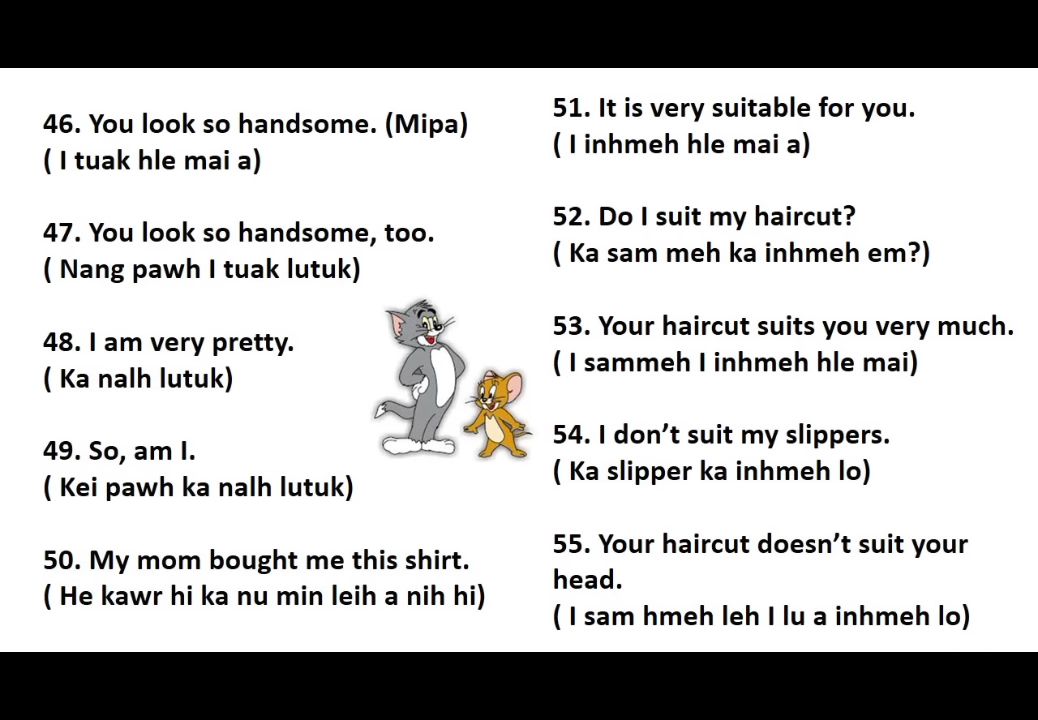 46. You look so handsome. (Mipa)
( I tuak hle mai a)
47. You look so handsome, too.
( Nang pawh I tuak lutuk)
48. I am very pretty.
( Ka nalh lutuk)
49. So, am I.
( Kei pawh ka nalh lutuk)
50. My mom bought me this shirt.
( He kawr hi ka nu min leih a nih hi)
51. It is very suitable for you.
( I inhmeh hle mai a)
52. Do I suit my haircut?
( Ka sam meh ka inhmeh em?)
53. Your haircut suits you very much.
( I sammeh I inhmeh hle mai)
54. I don’t suit my slippers.
( Ka slipper ka inhmeh lo)
55. Your haircut doesn’t suit your
head.
( I sam hmeh leh I lu a inhmeh lo)